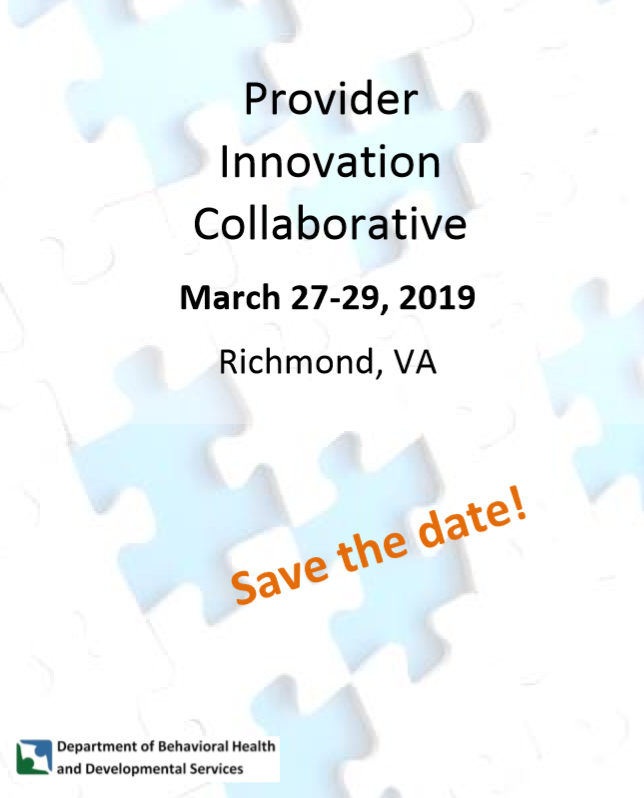 Provider
Innovation
Collaborative
March 27-29, 2019
Richmond, VA
Save the date!
Department of Behavioral Health
and Developmental Services